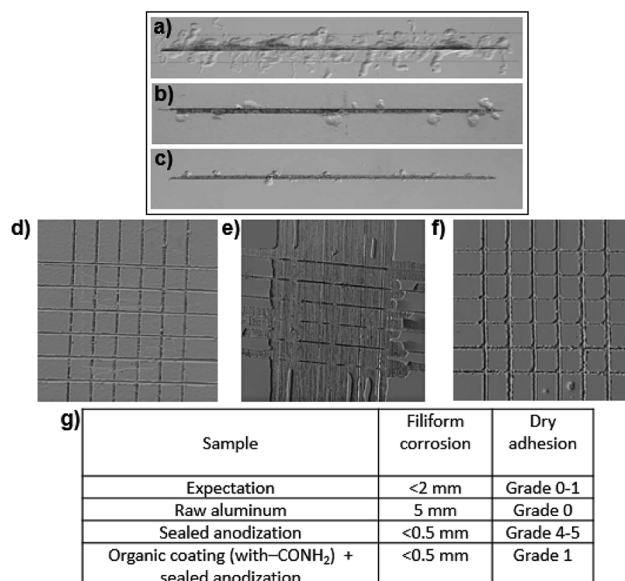 a)
b)
c)
d)
e)
f)
g)
Sample
Filiform
corrosion
Dry
adhesion
Expectation
<2 mm
Grade 0-1
Raw aluminum
5 mm
Grade 0
Sealed anodization
<0.5 mm
Grade 4-5
Organic coating (with–CONH₂) +
sealed anodization
<0.5 mm
Grade 1